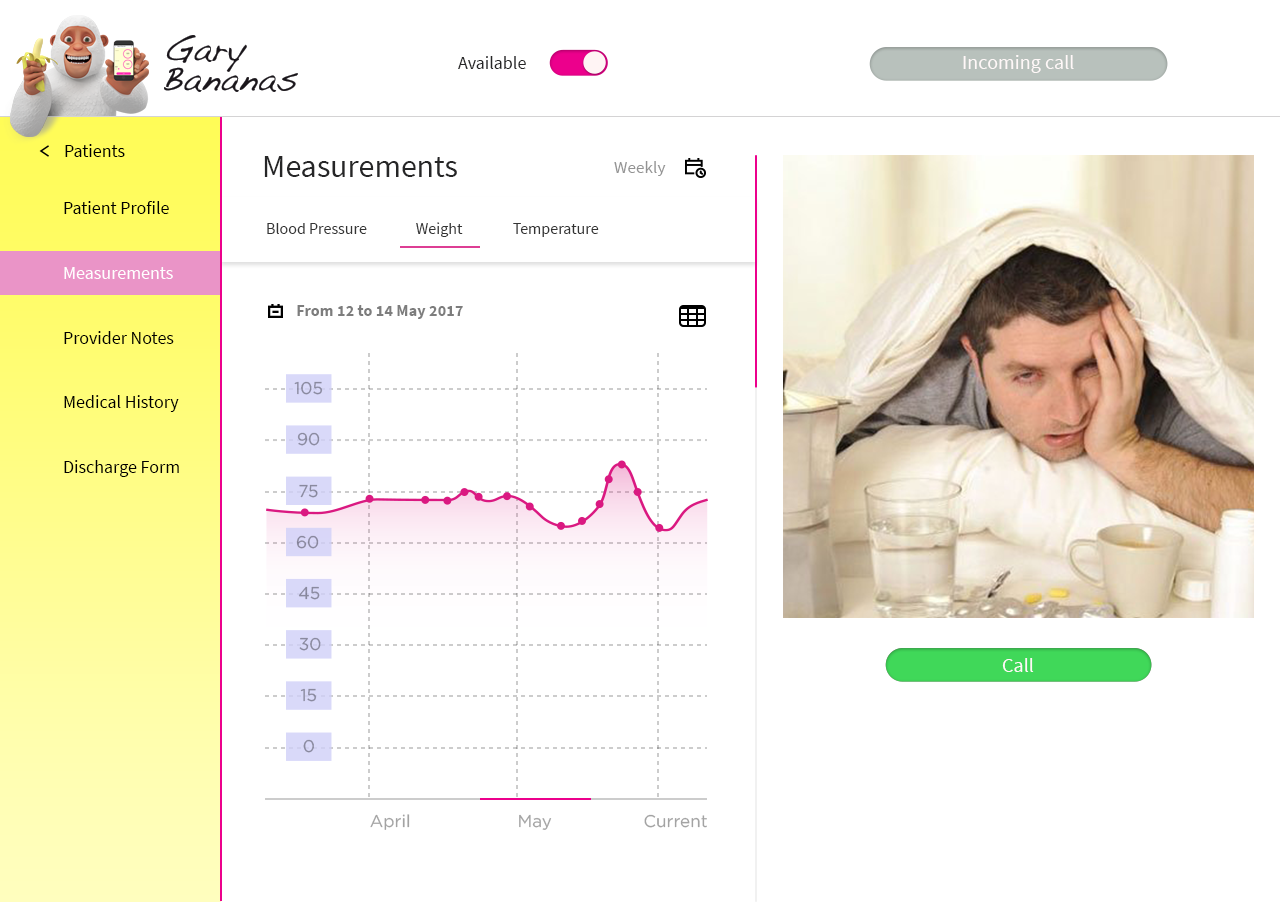 Gary
Bananas
Available
Incoming call
< Patients
Patient Profile
Measurements
Provider Notes
Medical History
Discharge Form
Measurements
Weekly
Blood Pressure
Weight
Temperature
From 12 to 14 May 2017
105
90
75
60
45
30
15
0
April
May
Current
Call